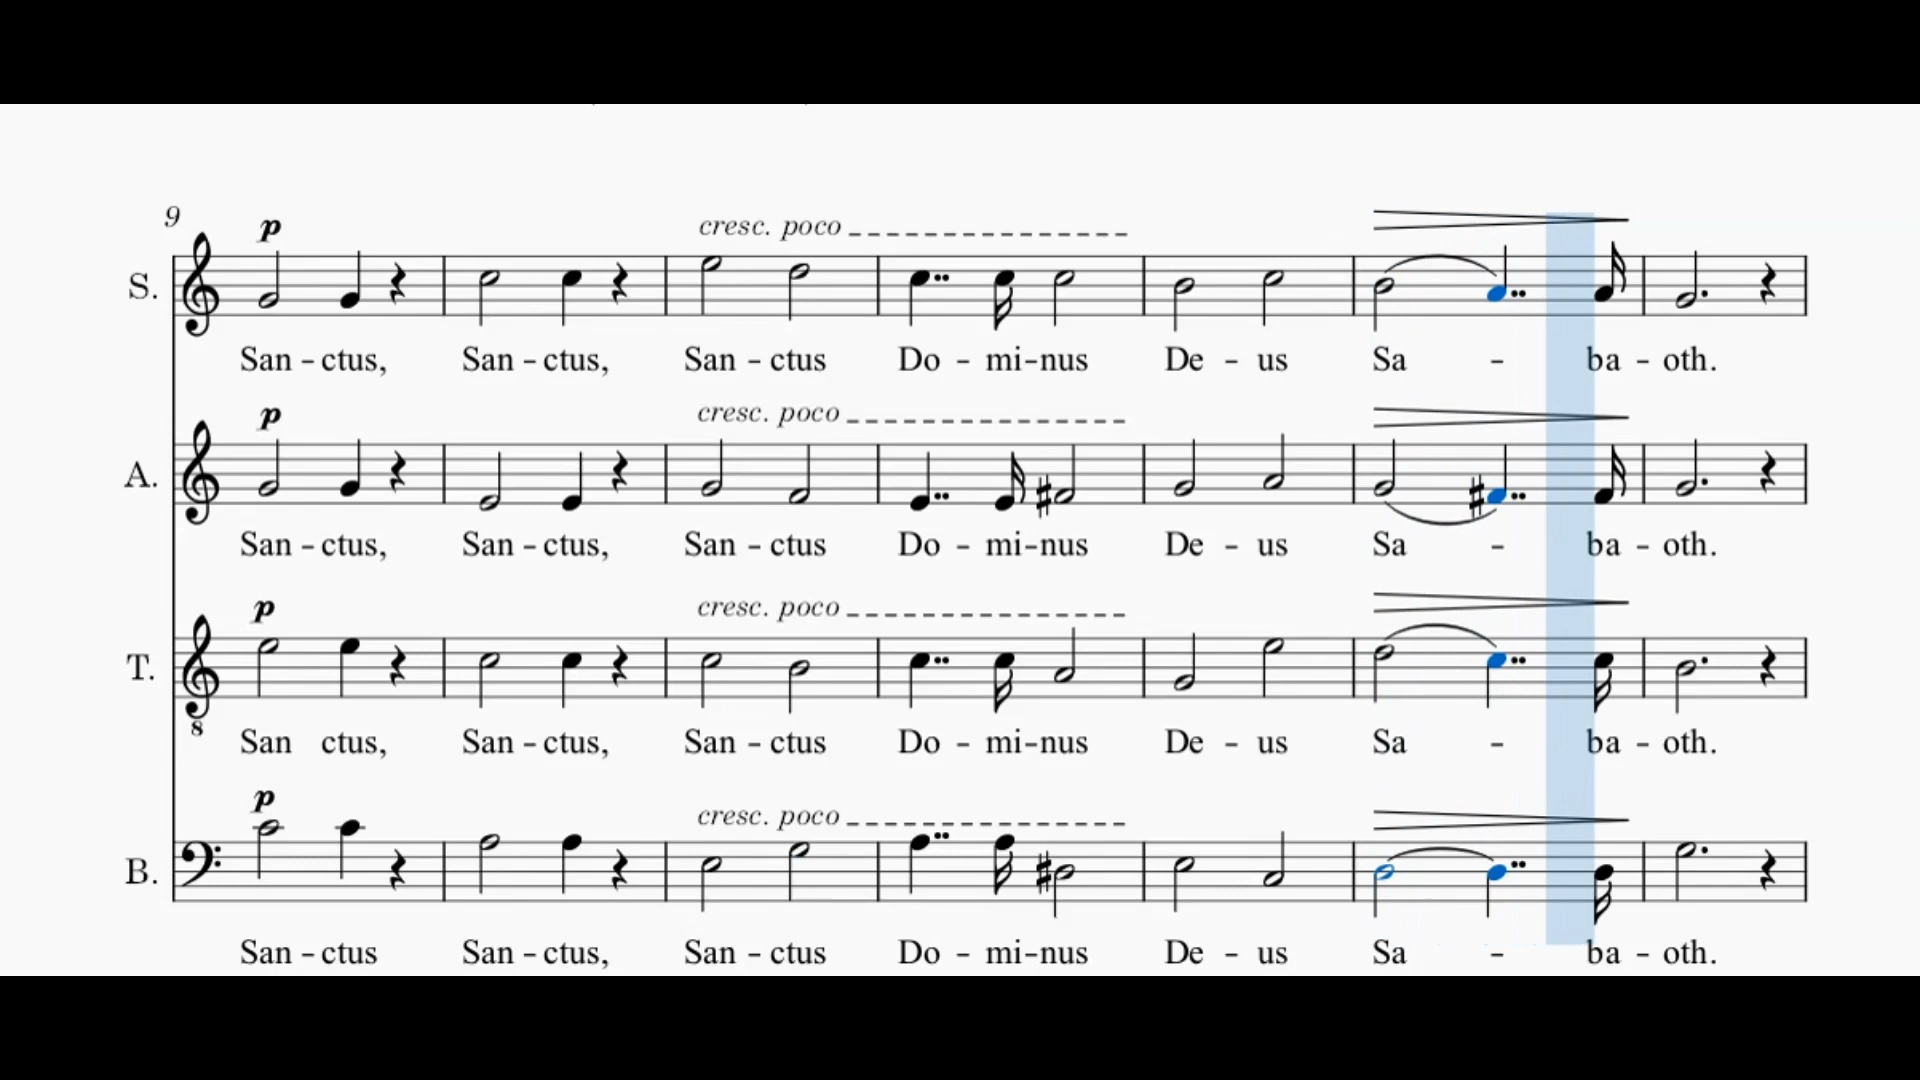 9
p
cresc. poco
S.
San - ctus, San - ctus, San - ctus Do - mi-nus De - us Sa - ba - oth.
p
cresc. poco
A.
San - ctus, San - ctus, San - ctus Do - mi-nus De - us Sa - ba - oth.
p
cresc. poco
T.
8
San ctus, San - ctus, San - ctus Do - mi-nus De - us Sa - ba - oth.
p
cresc. poco
B.
San - ctus San - ctus, San - ctus Do - mi-nus De - us Sa - ba - oth.